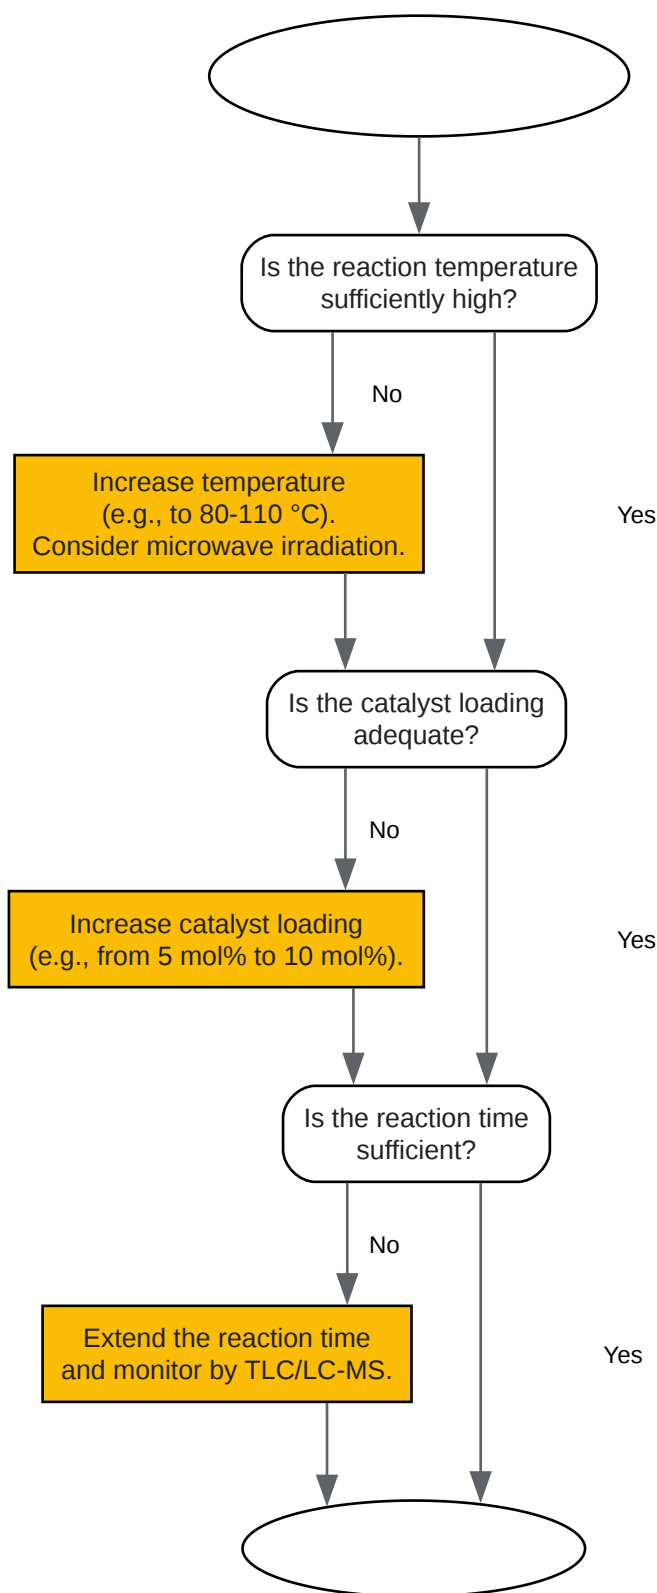 Is the reaction temperature
sufficiently high?
No
Increase temperature
(e.g., to 80-110 °C).
Consider microwave irradiation.
Yes
Is the catalyst loading
adequate?
No
Increase catalyst loading
(e.g., from 5 mol% to 10 mol%).
Yes
Is the reaction time
sufficient?
No
Extend the reaction time
and monitor by TLC/LC-MS.
Yes